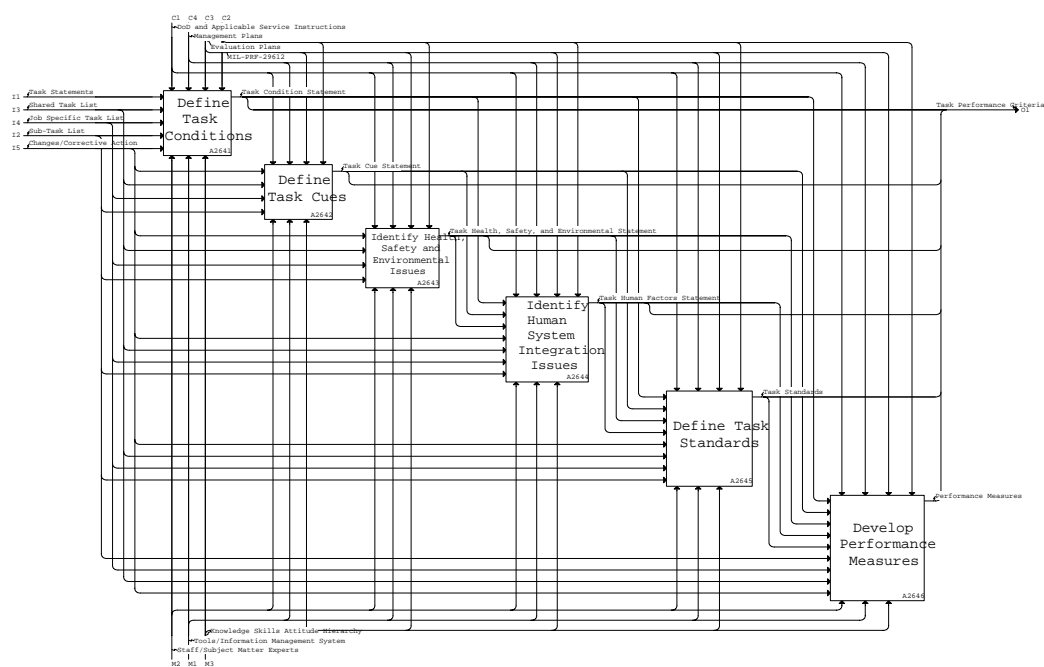 C1 C4 C3 C2
DoD and Applicable Service Instructions
Management Plans
Evaluation Plans
MIL-PRF-29612
I1 Task Statements
I3 Shared Task List
I4 Job Specific Task List
I2 Sub-Task List
I5 Changes/Corrective Action
Define
Task
Conditions
A2641
Task Condition Statement
Task Performance Criteria
O1
Define
Task Cues
A2642
Task Cue Statement
Identify Health,
Safety and
Environmental
Issues
A2643
Task Health, Safety, and Environmental Statement
Identify
Human
System
Integration
Issues
A2644
Task Human Factors Statement
Define Task
Standards
A2645
Task Standards
Develop
Performance
Measures
A2646
Performance Measures
Knowledge Skills Attitude Hierarchy
Tools/Information Management System
Staff/Subject Matter Experts
M2 M1 M3